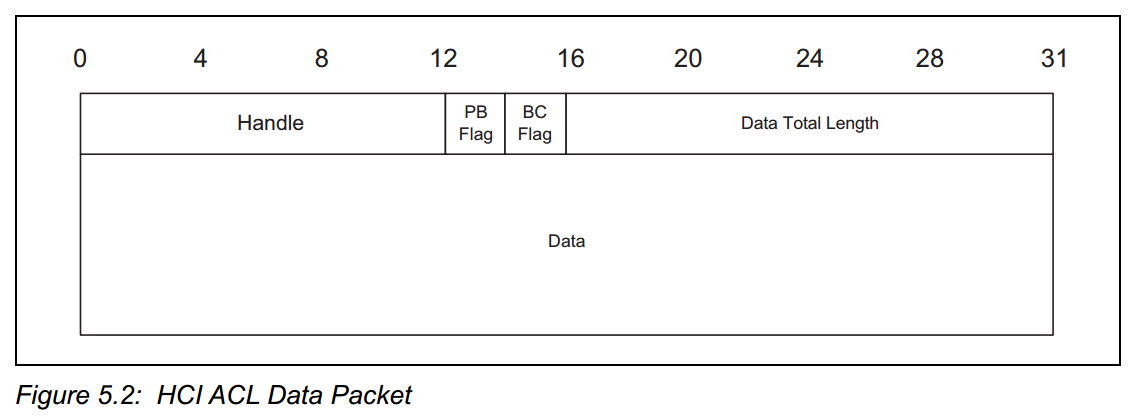 0 4 8 12 16 20 24 28 31
Handle
PB
Flag
BC
Flag
Data Total Length
Data
Figure 5.2: HCI ACL Data Packet